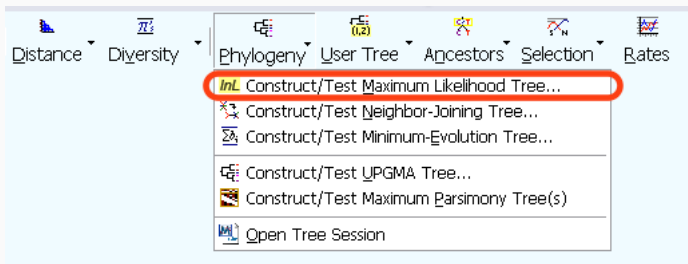 Distance Diversity Phylogeny User Tree Ancestors Selection Rates
lnL Construct/Test Maximum Likelihood Tree...
Construct/Test Neighbor-Joining Tree...
Construct/Test Minimum-Evolution Tree...
Construct/Test UPGMA Tree...
Construct/Test Maximum Parsimony Tree(s)
Open Tree Session